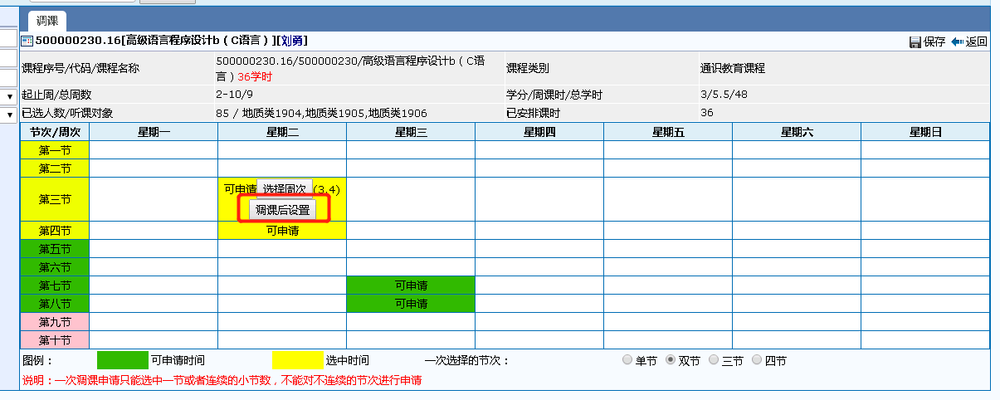 调课
500000230.16[高级语言程序设计b（C语言）][刘勇]
保存 返回
课程序号/代码/课程名称 500000230.16/500000230/高级语言程序设计b（C语言）36学时 课程类别 通识教育课程
起止周/总周数 2-10/9 学分/周课时/总学时 3/5.5/48
已选人数/听课对象 85 / 地质类1904,地质类1905,地质类1906 已安排课时 36
节次/周次 星期一 星期二 星期三 星期四 星期五 星期六 星期日
第一节
第二节
第三节 可申请 选择周次 (3,4)
调课后设置
第四节 可申请
第五节
第六节
第七节 可申请
第八节 可申请
第九节
第十节
图例： 可申请时间 选中时间 一次选择的节次： 单节 双节 三节 四节
说明：一次调课申请只能选中一节或者连续的小节数，不能对不连续的节次进行申请